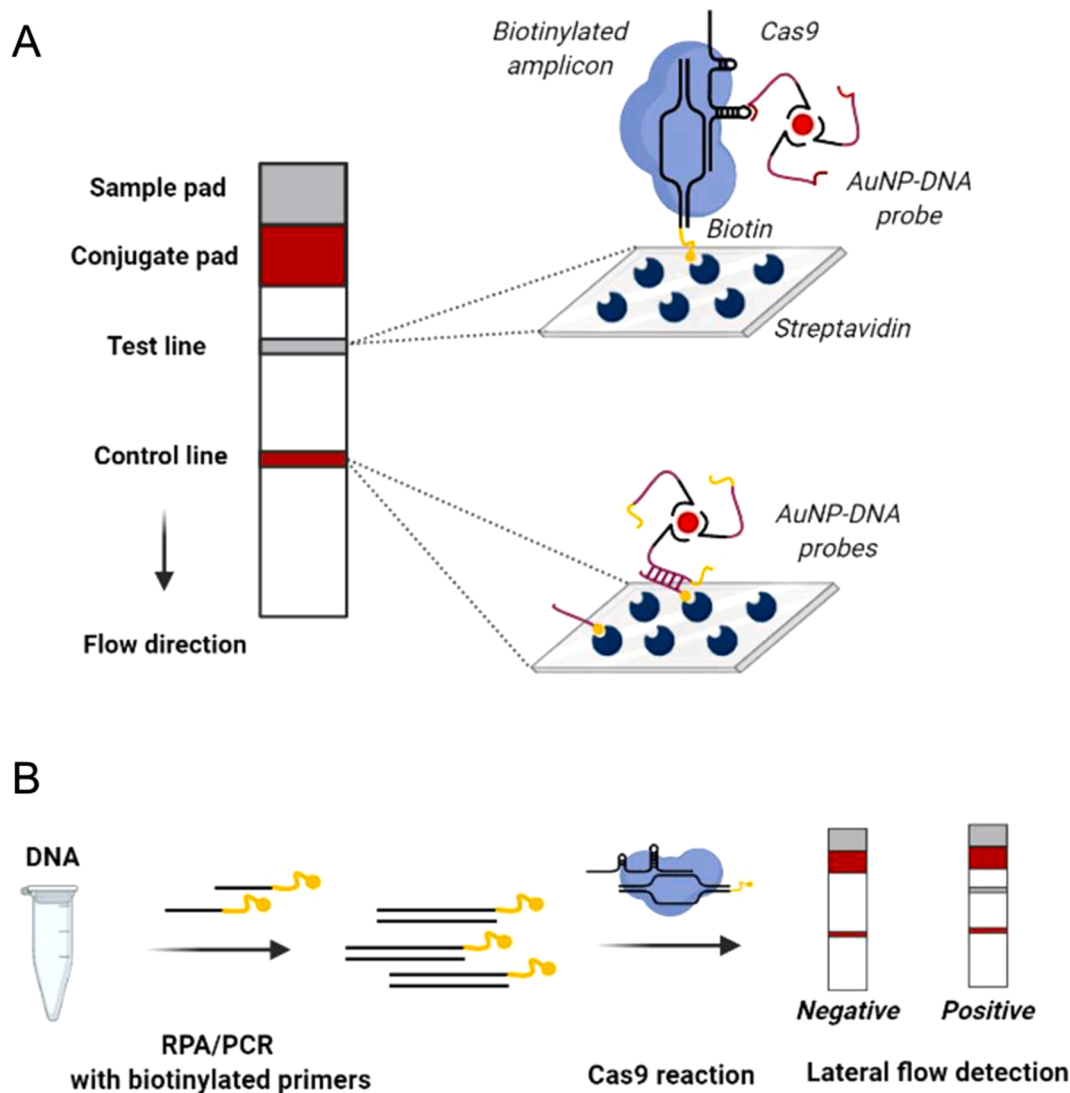 A
Biotinylated
amplicon
Cas9
Sample pad
AuNP-DNA
probe
Conjugate pad
Biotin
Streptavidin
Test line
Control line
AuNP-DNA
probes
Flow direction
B
DNA
RPA/PCR
with biotinylated primers
Cas9 reaction
Negative
Positive
Lateral flow detection